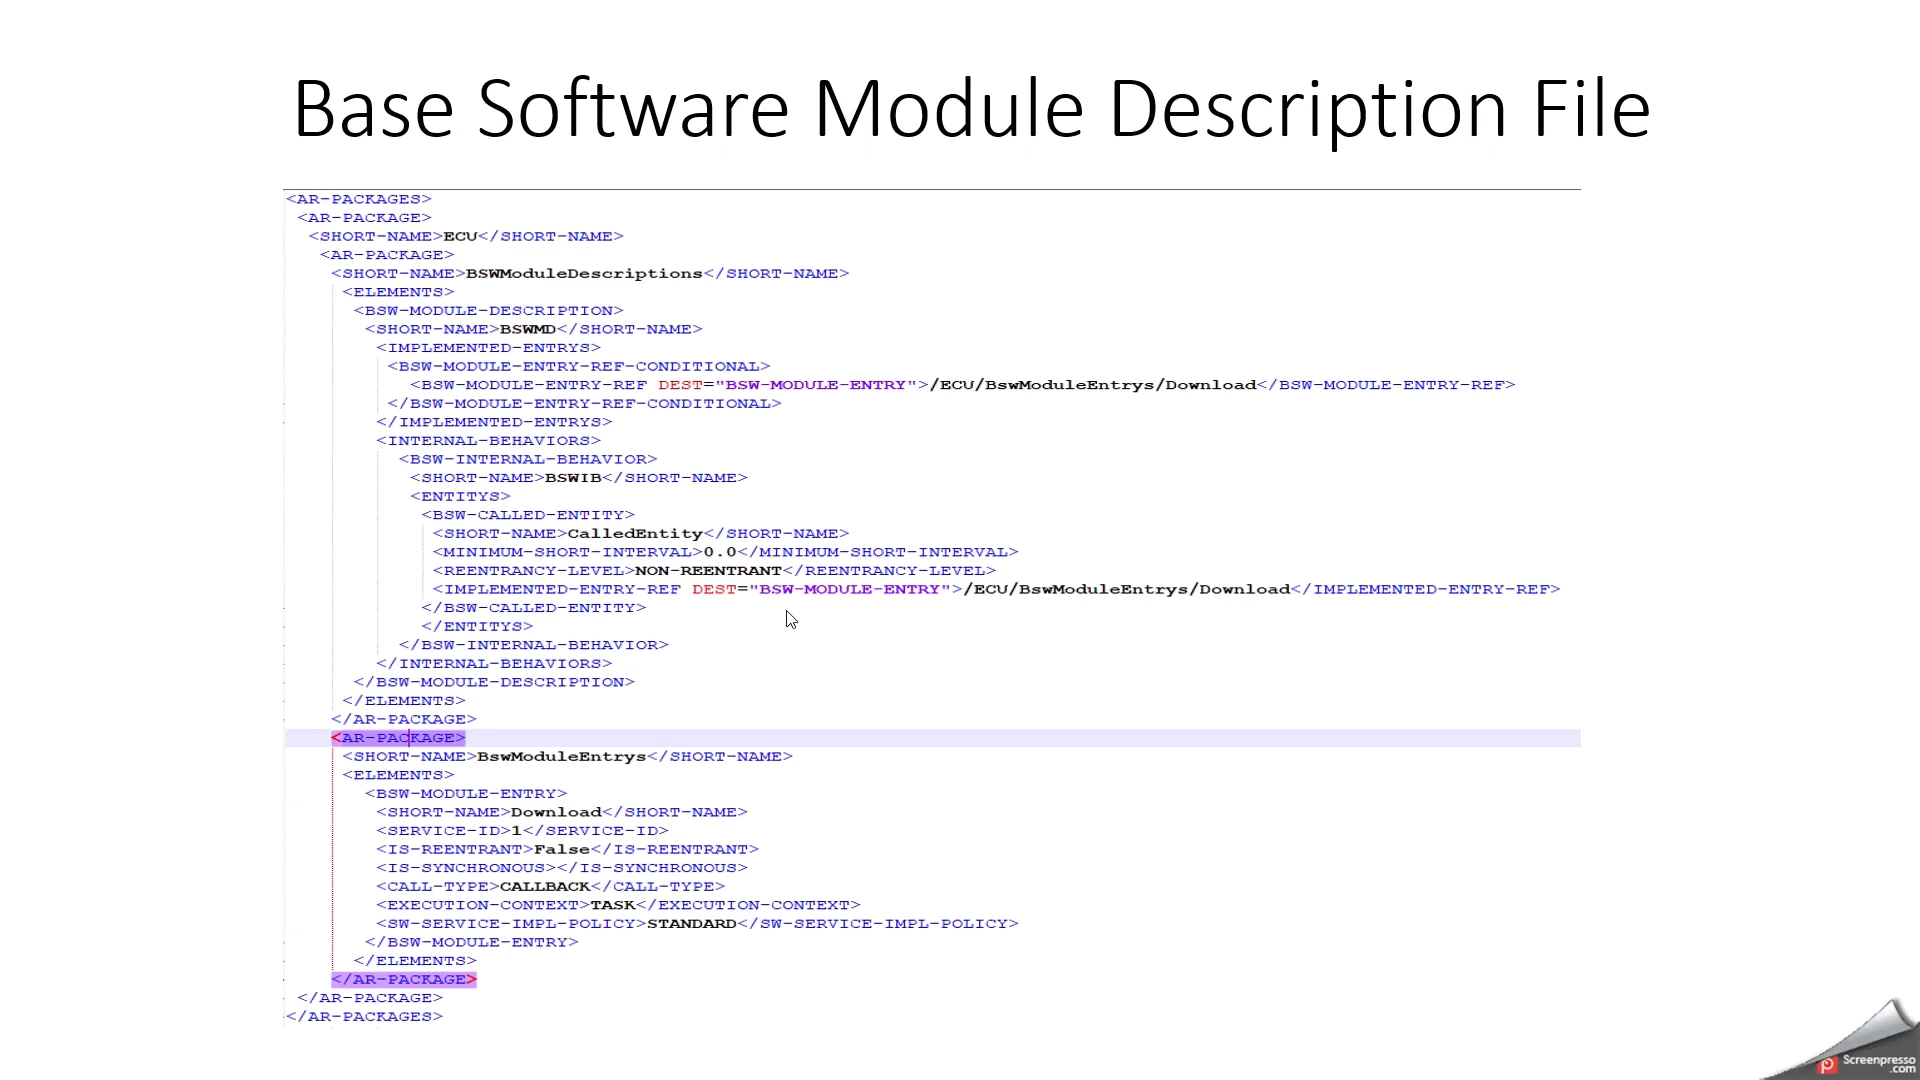 Base Software Module Description File
<AR-PACKAGES>
<AR-PACKAGE>
<SHORT-NAME>ECU</SHORT-NAME>
<AR-PACKAGE>
<SHORT-NAME>BSWModuleDescriptions</SHORT-NAME>
<ELEMENTS>
<BSW-MODULE-DESCRIPTION>
<SHORT-NAME>BSWMD</SHORT-NAME>
<IMPLEMENTED-ENTRYS>
<BSW-MODULE-ENTRY-REF-CONDITIONAL>
<BSW-MODULE-ENTRY-REF DEST="BSW-MODULE-ENTRY">/ECU/BswModuleEntrys/Download</BSW-MODULE-ENTRY-REF>
</BSW-MODULE-ENTRY-REF-CONDITIONAL>
</IMPLEMENTED-ENTRYS>
<INTERNAL-BEHAVIORS>
<BSW-INTERNAL-BEHAVIOR>
<SHORT-NAME>BSWIB</SHORT-NAME>
<ENTITYS>
<BSW-CALLED-ENTITY>
<SHORT-NAME>CalledEntity</SHORT-NAME>
<MINIMUM-SHORT-INTERVAL>0.0</MINIMUM-SHORT-INTERVAL>
<REENTRANCY-LEVEL>NON-REENTRANT</REENTRANCY-LEVEL>
<IMPLEMENTED-ENTRY-REF DEST="BSW-MODULE-ENTRY">/ECU/BswModuleEntrys/Download</IMPLEMENTED-ENTRY-REF>
</BSW-CALLED-ENTITY>
</ENTITYS>
</BSW-INTERNAL-BEHAVIOR>
</INTERNAL-BEHAVIORS>
</BSW-MODULE-DESCRIPTION>
</ELEMENTS>
</AR-PACKAGE>
<AR-PACKAGE>
<SHORT-NAME>BswModuleEntrys</SHORT-NAME>
<ELEMENTS>
<BSW-MODULE-ENTRY>
<SHORT-NAME>Download</SHORT-NAME>
<SERVICE-ID>1</SERVICE-ID>
<IS-REENTRANT>False</IS-REENTRANT>
<IS-SYNCHRONOUS></IS-SYNCHRONOUS>
<CALL-TYPE>CALLBACK</CALL-TYPE>
<EXECUTION-CONTEXT>TASK</EXECUTION-CONTEXT>
<SW-SERVICE-IMPL-POLICY>STANDARD</SW-SERVICE-IMPL-POLICY>
</BSW-MODULE-ENTRY>
</ELEMENTS>
</AR-PACKAGE>
</AR-PACKAGE>
</AR-PACKAGES>
Screenpresso
.com